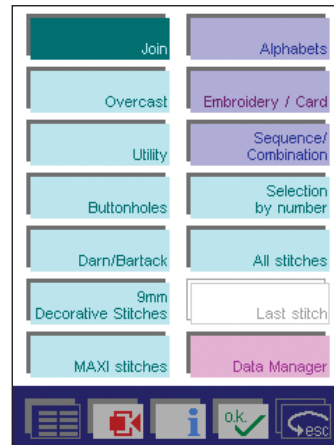 Join
Alphabets
Overcast
Embroidery / Card
Utility
Sequence/
Combination
Buttonholes
Selection
by number
Darn/Bartack
All stitches
9mm
Decorative Stitches
Last stitch
MAXI stitches
Data Manager
i
o.k.
esc